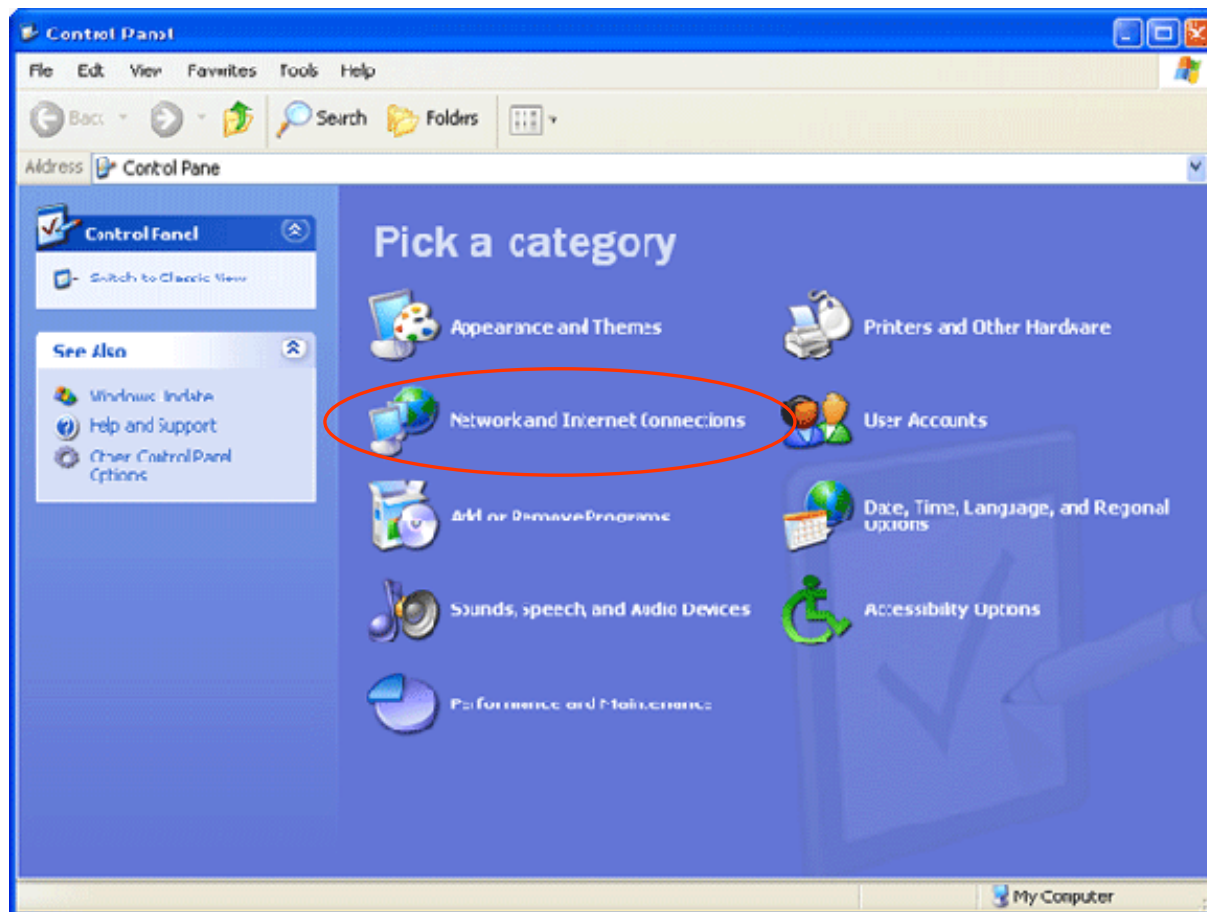 Control Panel
File Edit View Favorites Tools Help
Back Search Folders
Address Control Pane
Control Panel
Switch to Classic View
See Also
Windows Update
Help and Support
Other Control Panel
Options
Pick a category
Appearance and Themes
Printers and Other Hardware
Network and Internet Connections
User Accounts
Add or Remove Programs
Date, Time, Language, and Regional
Options
Sounds, Speech, and Audio Devices
Accessibility Options
Performance and Maintenance
My Computer